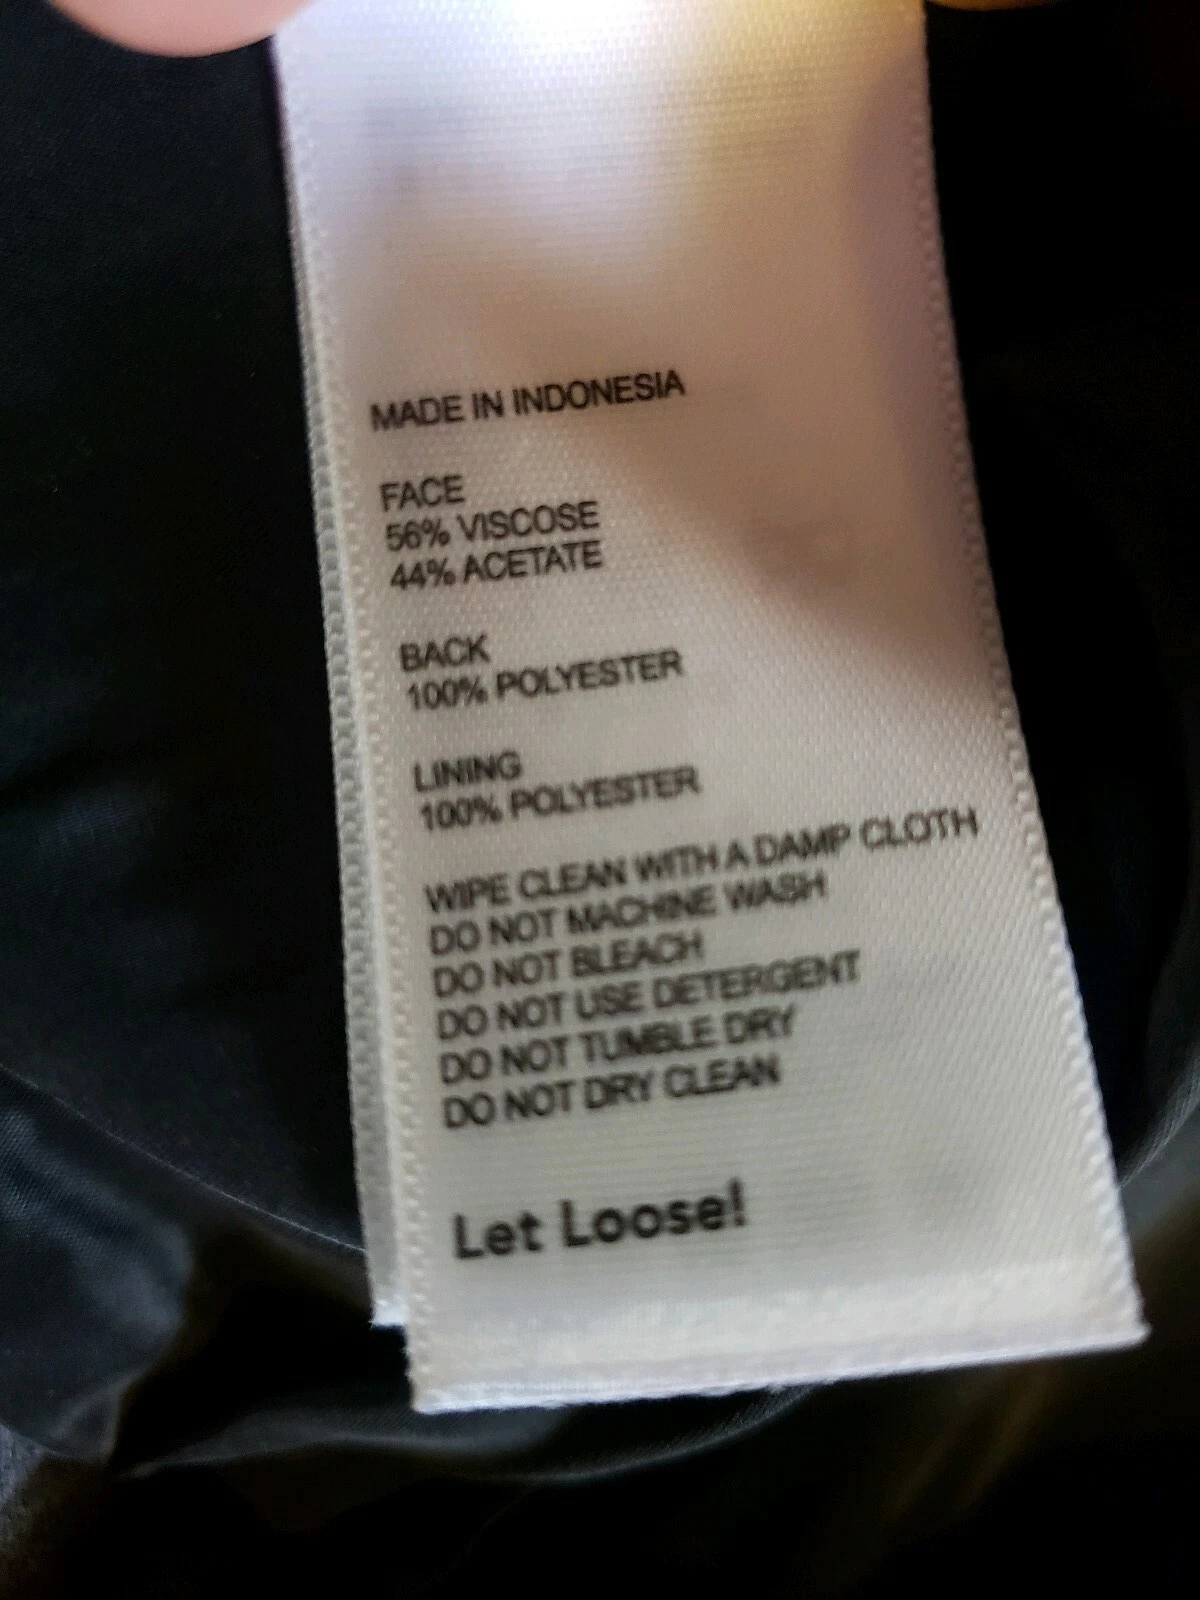 MADE IN INDONESIA
FACE
56% VISCOSE
44% ACETATE
BACK
100% POLYESTER
LINING
100% POLYESTER
WIPE CLEAN WITH A DAMP CLOTH
DO NOT MACHINE WASH
DO NOT BLEACH
DO NOT USE DETERGENT
DO NOT TUMBLE DRY
DO NOT DRY CLEAN
Let Loose!